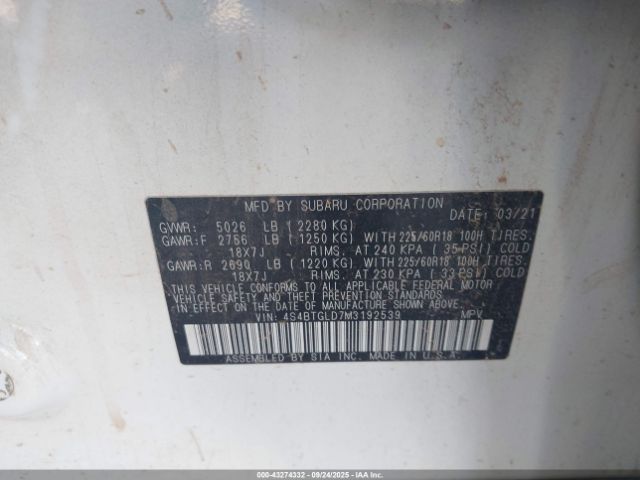 MFD BY SUBARU CORPORATION DATE: 03/21
GVWR: 5026 LB ( 2280 KG)
GAWR:F 2756 LB ( 1250 KG) WITH 225/60R18 100H TIRES.
18X7J RIMS. AT 240 KPA ( 35 PSI) COLD
GAWR:R 2690 LB ( 1220 KG) WITH 225/60R18 100H TIRES.
18X7J RIMS. AT 230 KPA ( 33 PSI) COLD
THIS VEHICLE CONFORMS TO ALL APPLICABLE FEDERAL MOTOR
VEHICLE SAFETY, BUMPER, AND THEFT PREVENTION STANDARDS
IN EFFECT ON THE DATE OF MANUFACTURE SHOWN ABOVE.
VIN: 4S4BTGLD7M3192539 MPV
ASSEMBLED BY SIA INC. MADE IN U.S.A.
000-43274332 - 09/24/2025 - IAAI.COM